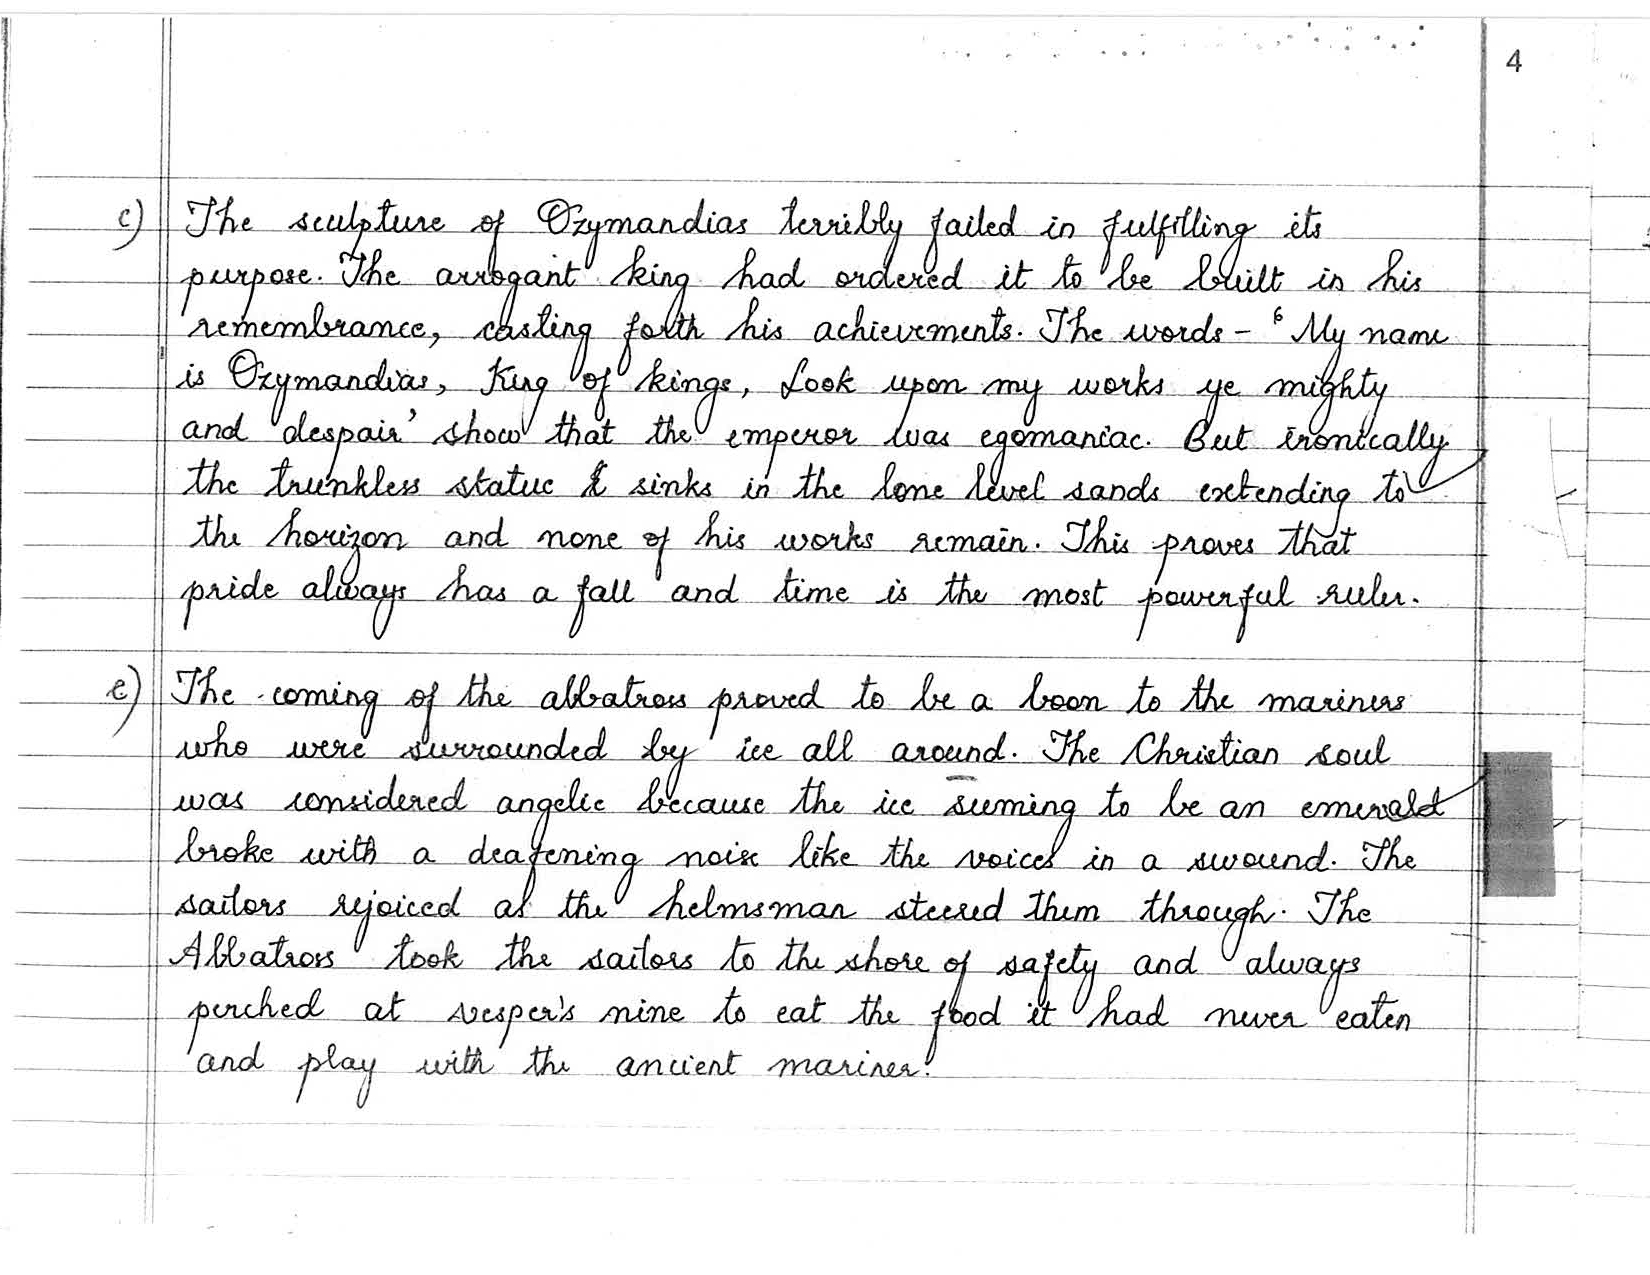 4
c) The sculpture of Ozymandias terribly failed in fulfilling its
purpose. The arrogant king had ordered it to be built in his
remembrance, casting forth his achievements. The words - ‘My name
is Ozymandias, King of kings, Look upon my works ye mighty
and despair’ show that the emperor was egomaniac. But ironically
the trunkless statue sinks in the lone level sands extending to
the horizon and none of his works remain. This proves that
pride always has a fall and time is the most powerful ruler.
e) The coming of the albatross proved to be a boon to the mariners
who were surrounded by ice all around. The Christian soul
was considered angelic because the ice seeming to be an emerald
broke with a deafening noise like the voices in a swound. The
sailors rejoiced as the helmsman steered them through. The
Albatross took the sailors to the shore of safety and always
perched at vesper's nine to eat the food it had never eaten
and play with the ancient mariner.